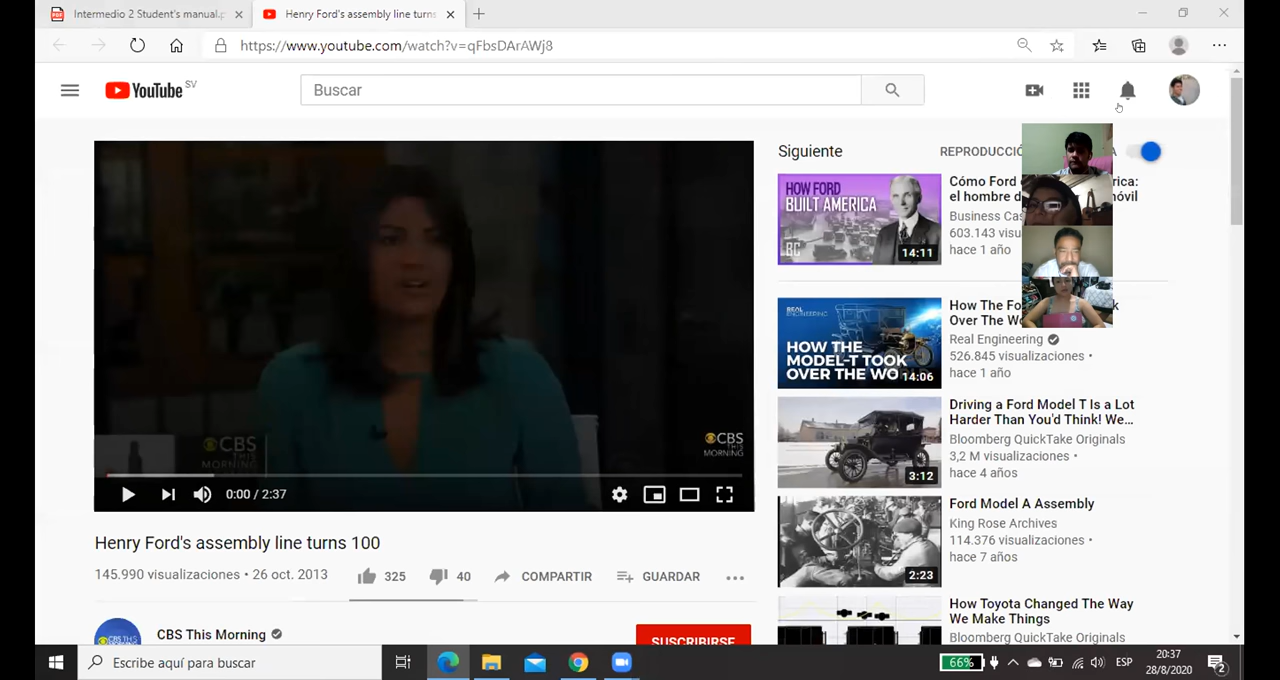 Intermedio 2 Student's manual.p
Henry Ford's assembly line turns
https://www.youtube.com/watch?v=qFbsDArAWj8
YouTube SV
Buscar
CBS
THIS MORNING
CBS
THIS
MORNING
0:00 / 2:37
Henry Ford's assembly line turns 100
145.990 visualizaciones • 26 oct. 2013
325
40
COMPARTIR
GUARDAR
CBS This Morning
SUSCRIBIRSE
Siguiente
HOW FORD
BUILT AMERICA
BC
14:11
Cómo Ford
el hombre d
Business Cas
603.143 visu
hace 1 año
REAL
ENGINEERING
HOW THE
MODEL-T TOOK
OVER THE WO
14:06
How The Fo
Over The Wo
Real Engineering
526.845 visualizaciones •
hace 1 año
3:12
Driving a Ford Model T Is a Lot
Harder Than You'd Think! We...
Bloomberg QuickTake Originals
3,2 M visualizaciones •
hace 4 años
2:23
Ford Model A Assembly
King Rose Archives
114.376 visualizaciones •
hace 7 años
How Toyota Changed The Way
We Make Things
Bloomberg QuickTake Originals
Escribe aquí para buscar
66%
ESP
20:37
28/8/2020
2